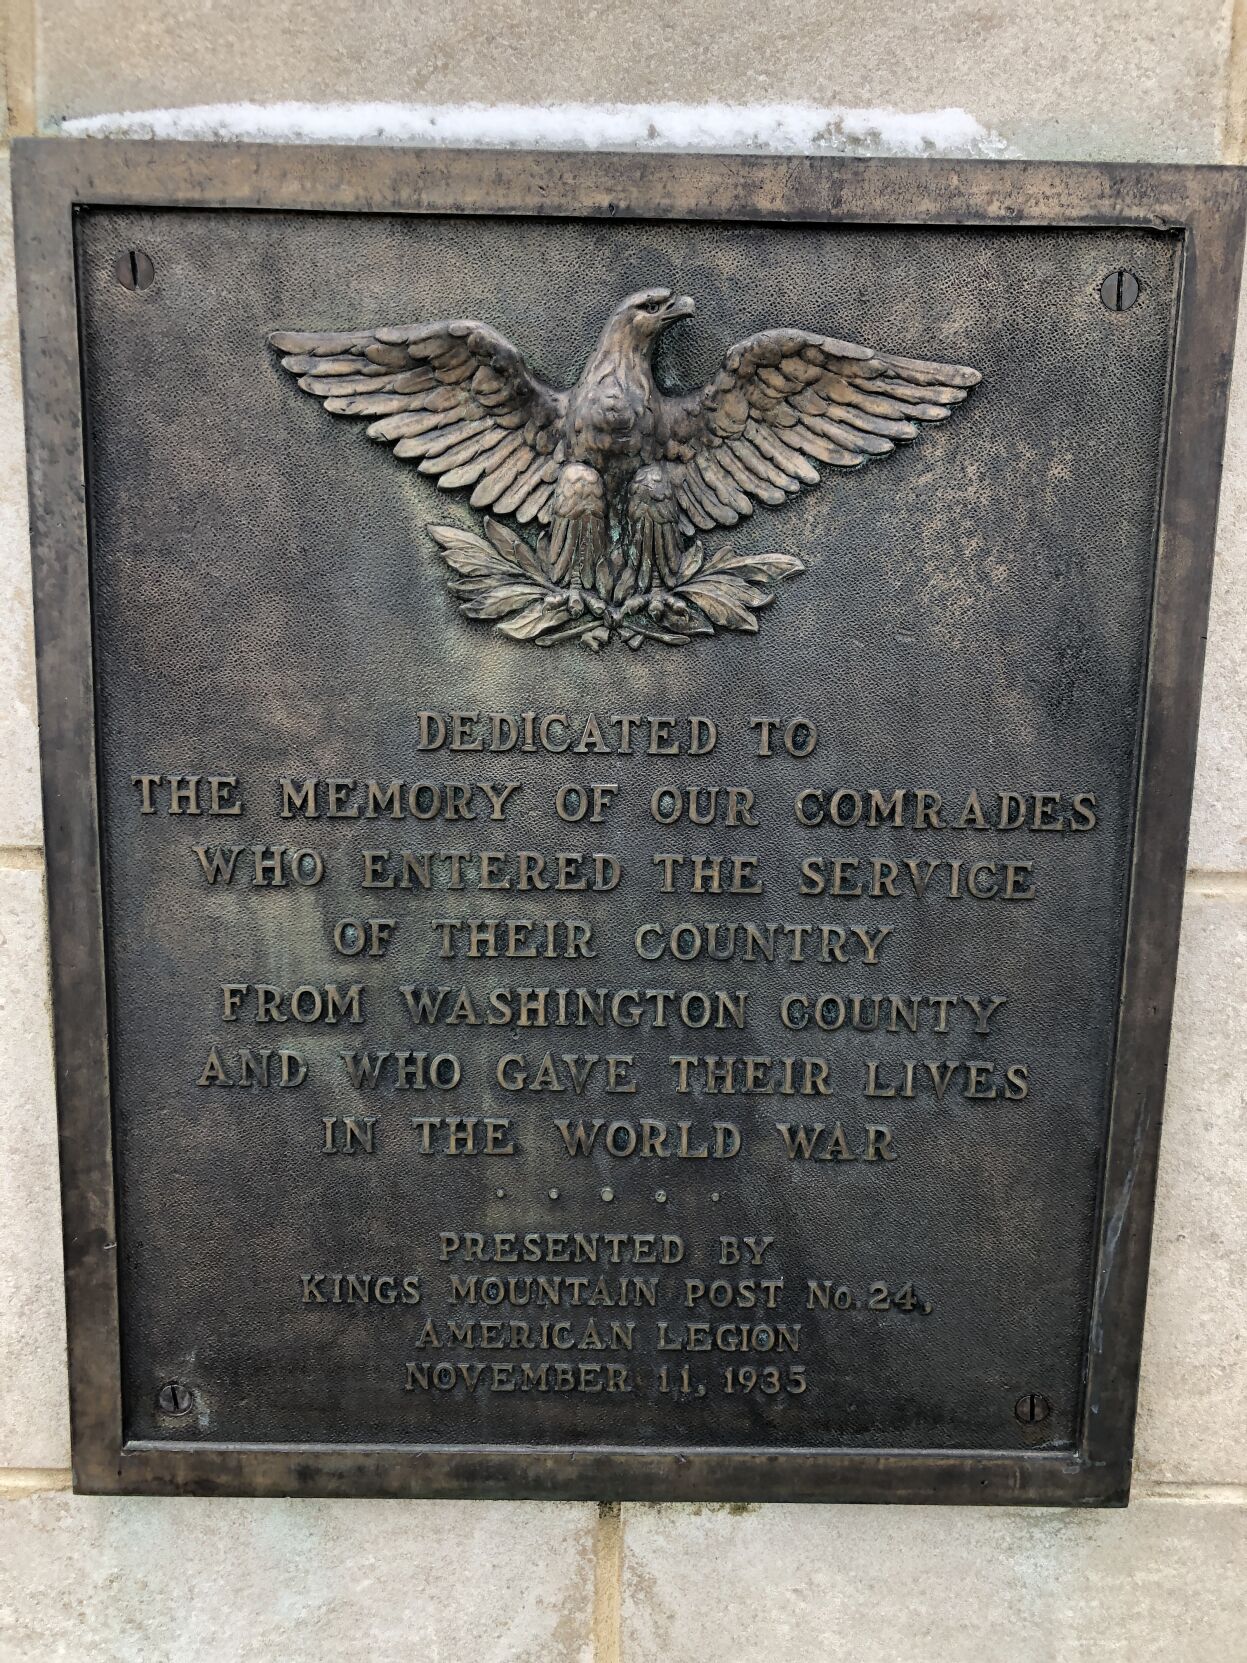 DEDICATED TO
THE MEMORY OF OUR COMRADES
WHO ENTERED THE SERVICE
OF THEIR COUNTRY
FROM WASHINGTON COUNTY
AND WHO GAVE THEIR LIVES
IN THE WORLD WAR
PRESENTED BY
KINGS MOUNTAIN POST No. 24,
AMERICAN LEGION
NOVEMBER 11, 1935